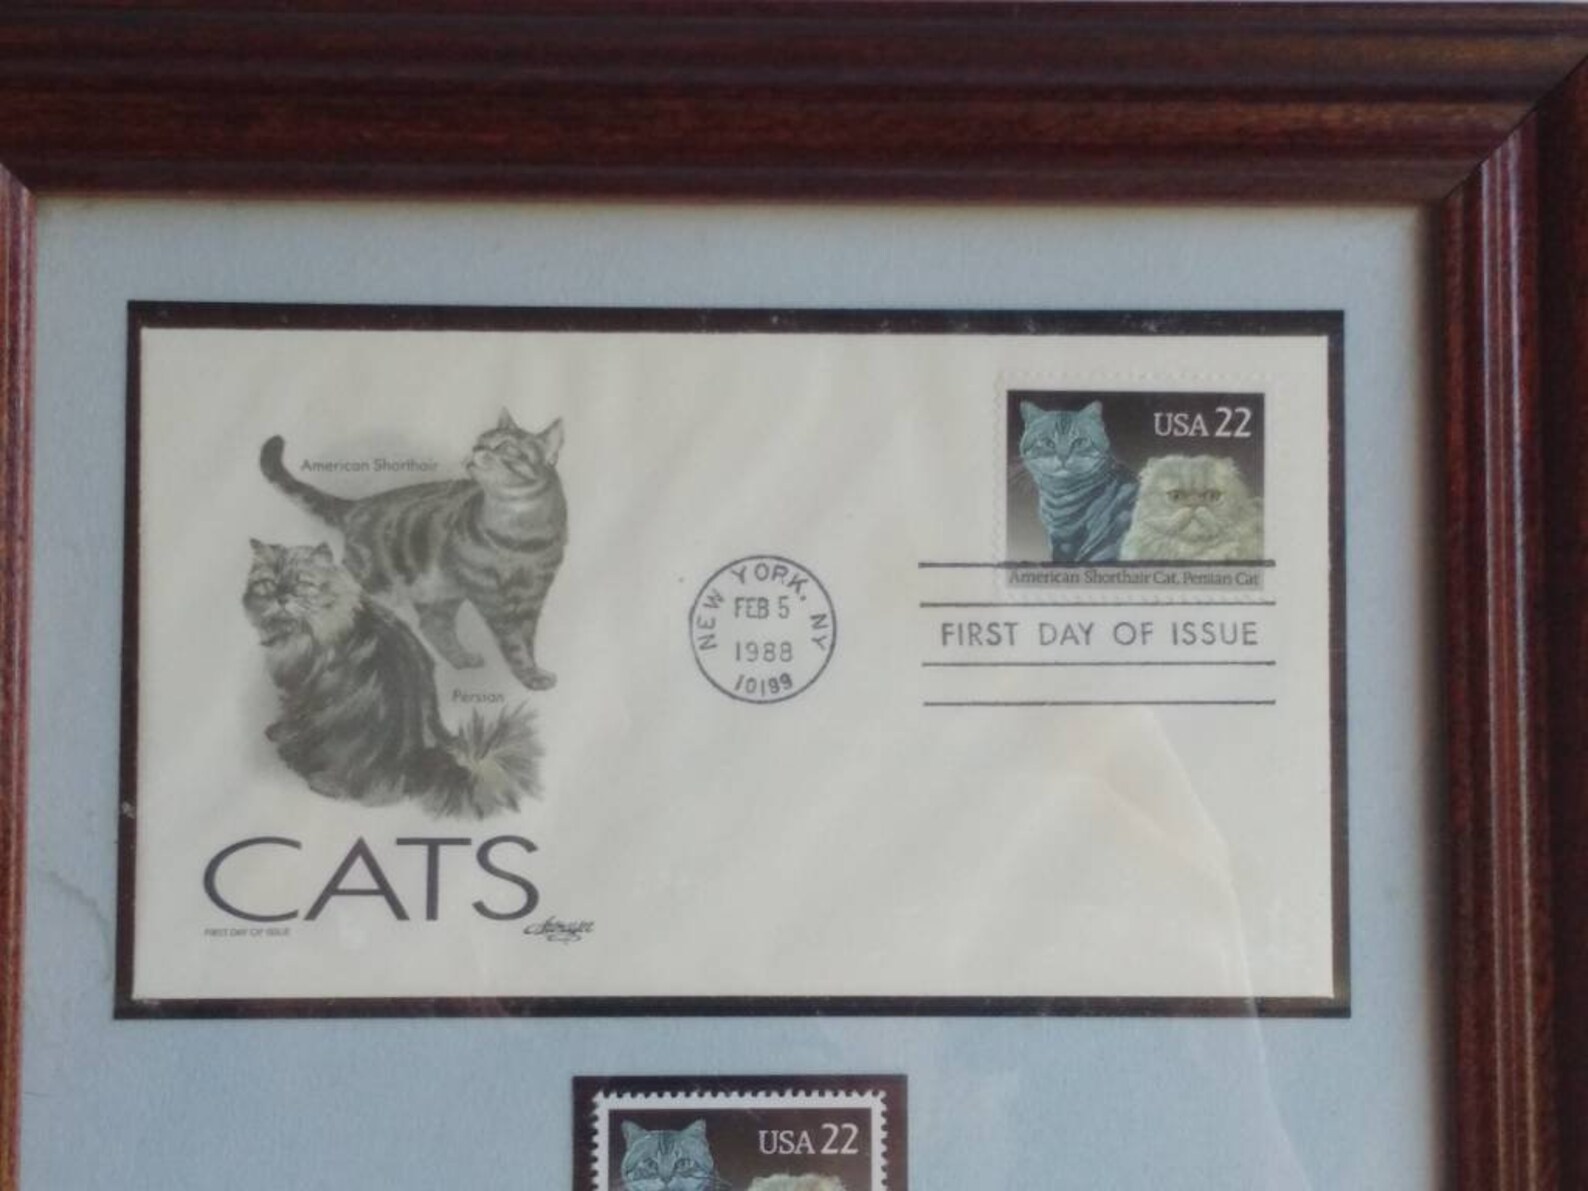 American Shorthair
Persian
CATS
FIRST DAY OF ISSUE
Artmaster
NEW YORK, NY
FEB 5
1988
10199
USA 22
American Shorthair Cat, Persian Cat
FIRST DAY OF ISSUE
USA 22